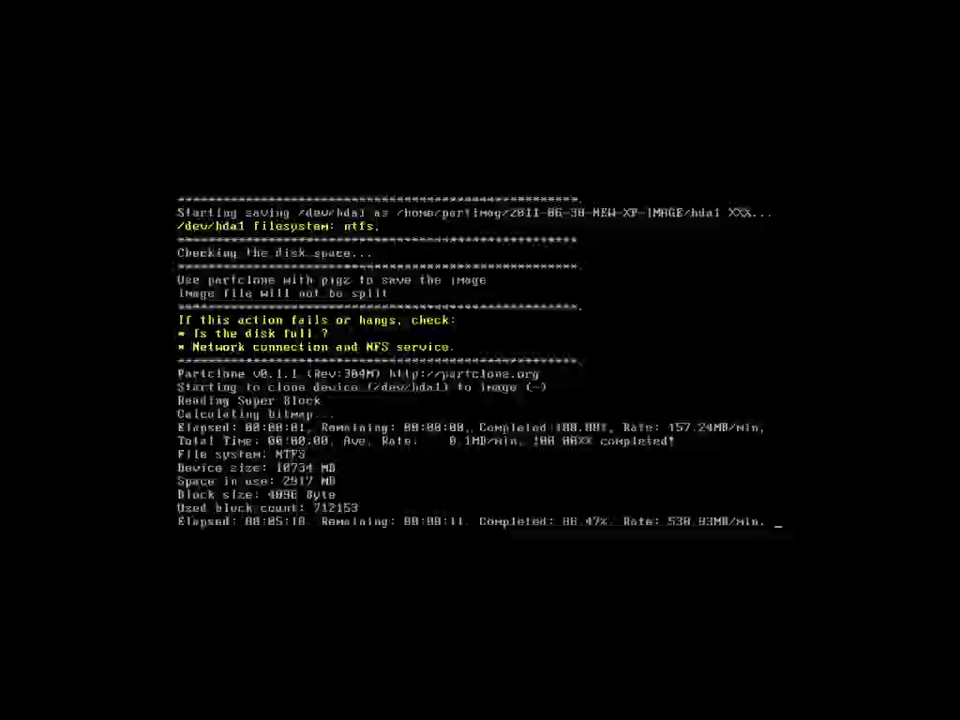 *************************************************************.
Starting saving /dev/hda1 as /home/partimag/2011-06-30-NEW-XP-IMAGE/hda1 XXX...
/dev/hda1 filesystem: ntfs.
*************************************************************
Checking the disk space...
*************************************************************.
Use partclone with pigz to save the image
Image file will not be split
*************************************************************.
If this action fails or hangs, check:
* Is the disk full ?
* Network connection and NFS service.
*************************************************************.
Partclone v0.1.1 (Rev:304M) http://partclone.org
Starting to clone device (/dev/hda1) to image (-)
Reading Super Block
Calculating bitmap...
Elapsed: 00:00:01, Remaining: 00:00:00, Completed:100.00%, Rate: 157.24MB/min,
Total Time: 00:00:00, Ave. Rate: 0.1MB/min, 100.00%% completed!
File system: NTFS
Device size: 10734 MB
Space in use: 2917 MB
Block size: 4096 Byte
Used block count: 712153
Elapsed: 00:05:18, Remaining: 00:00:11, Completed: 96.47%, Rate: 530.83MB/min,